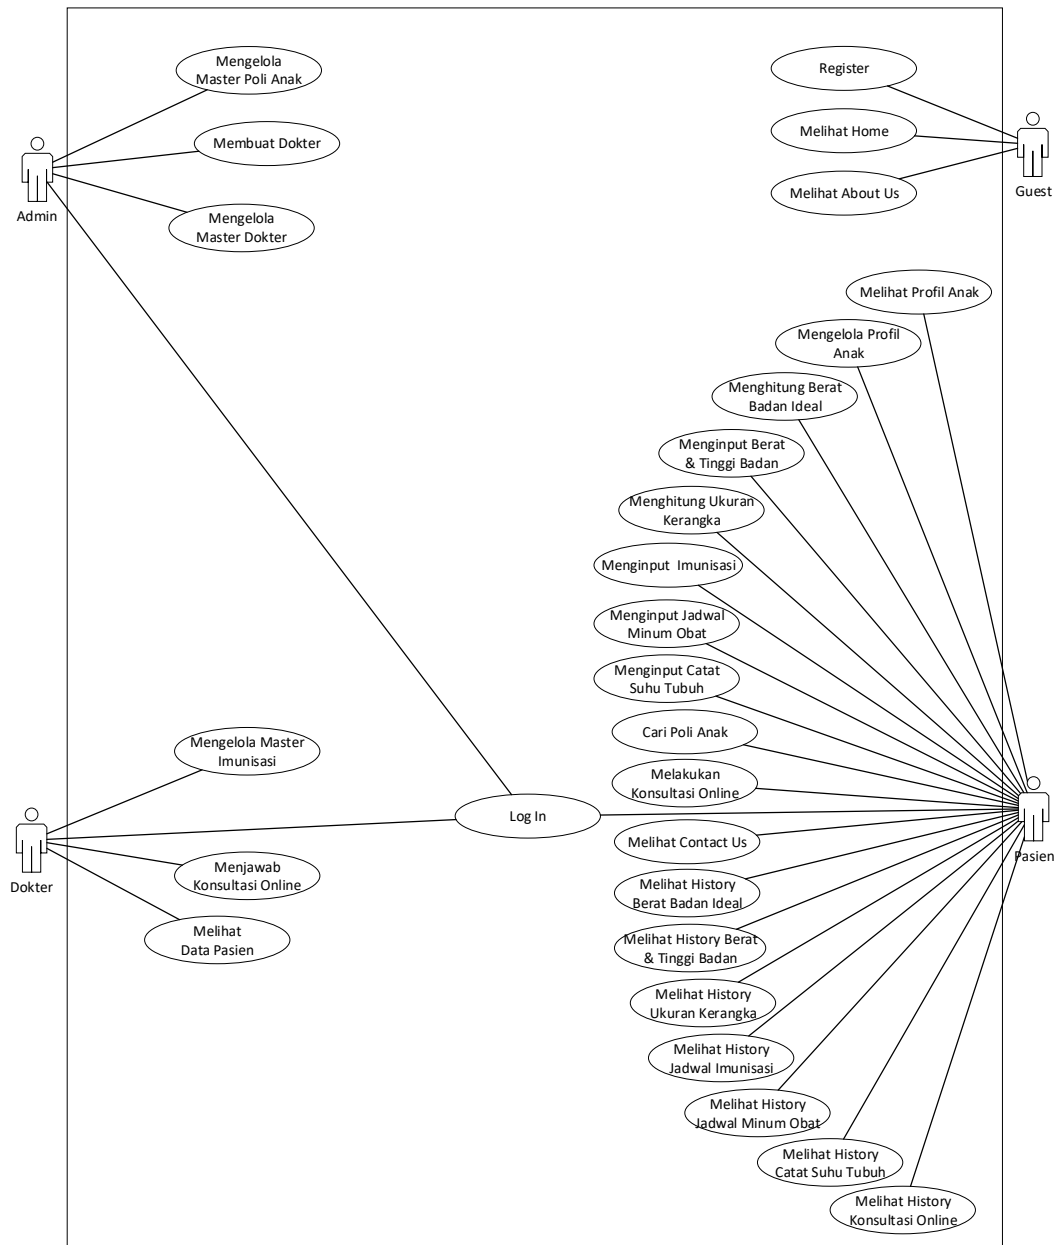 Mengelola
Master Poli Anak
Membuat Dokter
Mengelola
Master Dokter
Admin
Register
Melihat Home
Melihat About Us
Guest
Melihat Profil Anak
Mengelola Profil
Anak
Menghitung Berat
Badan Ideal
Menginput Berat
& Tinggi Badan
Menghitung Ukuran
Kerangka
Menginput Imunisasi
Menginput Jadwal
Minum Obat
Menginput Catat
Suhu Tubuh
Cari Poli Anak
Melakukan
Konsultasi Online
Melihat Contact Us
Melihat History
Berat Badan Ideal
Melihat History Berat
& Tinggi Badan
Melihat History
Ukuran Kerangka
Melihat History
Jadwal Imunisasi
Melihat History
Jadwal Minum Obat
Melihat History
Catat Suhu Tubuh
Melihat History
Konsultasi Online
Pasien
Log In
Mengelola Master
Imunisasi
Menjawab
Konsultasi Online
Melihat
Data Pasien
Dokter